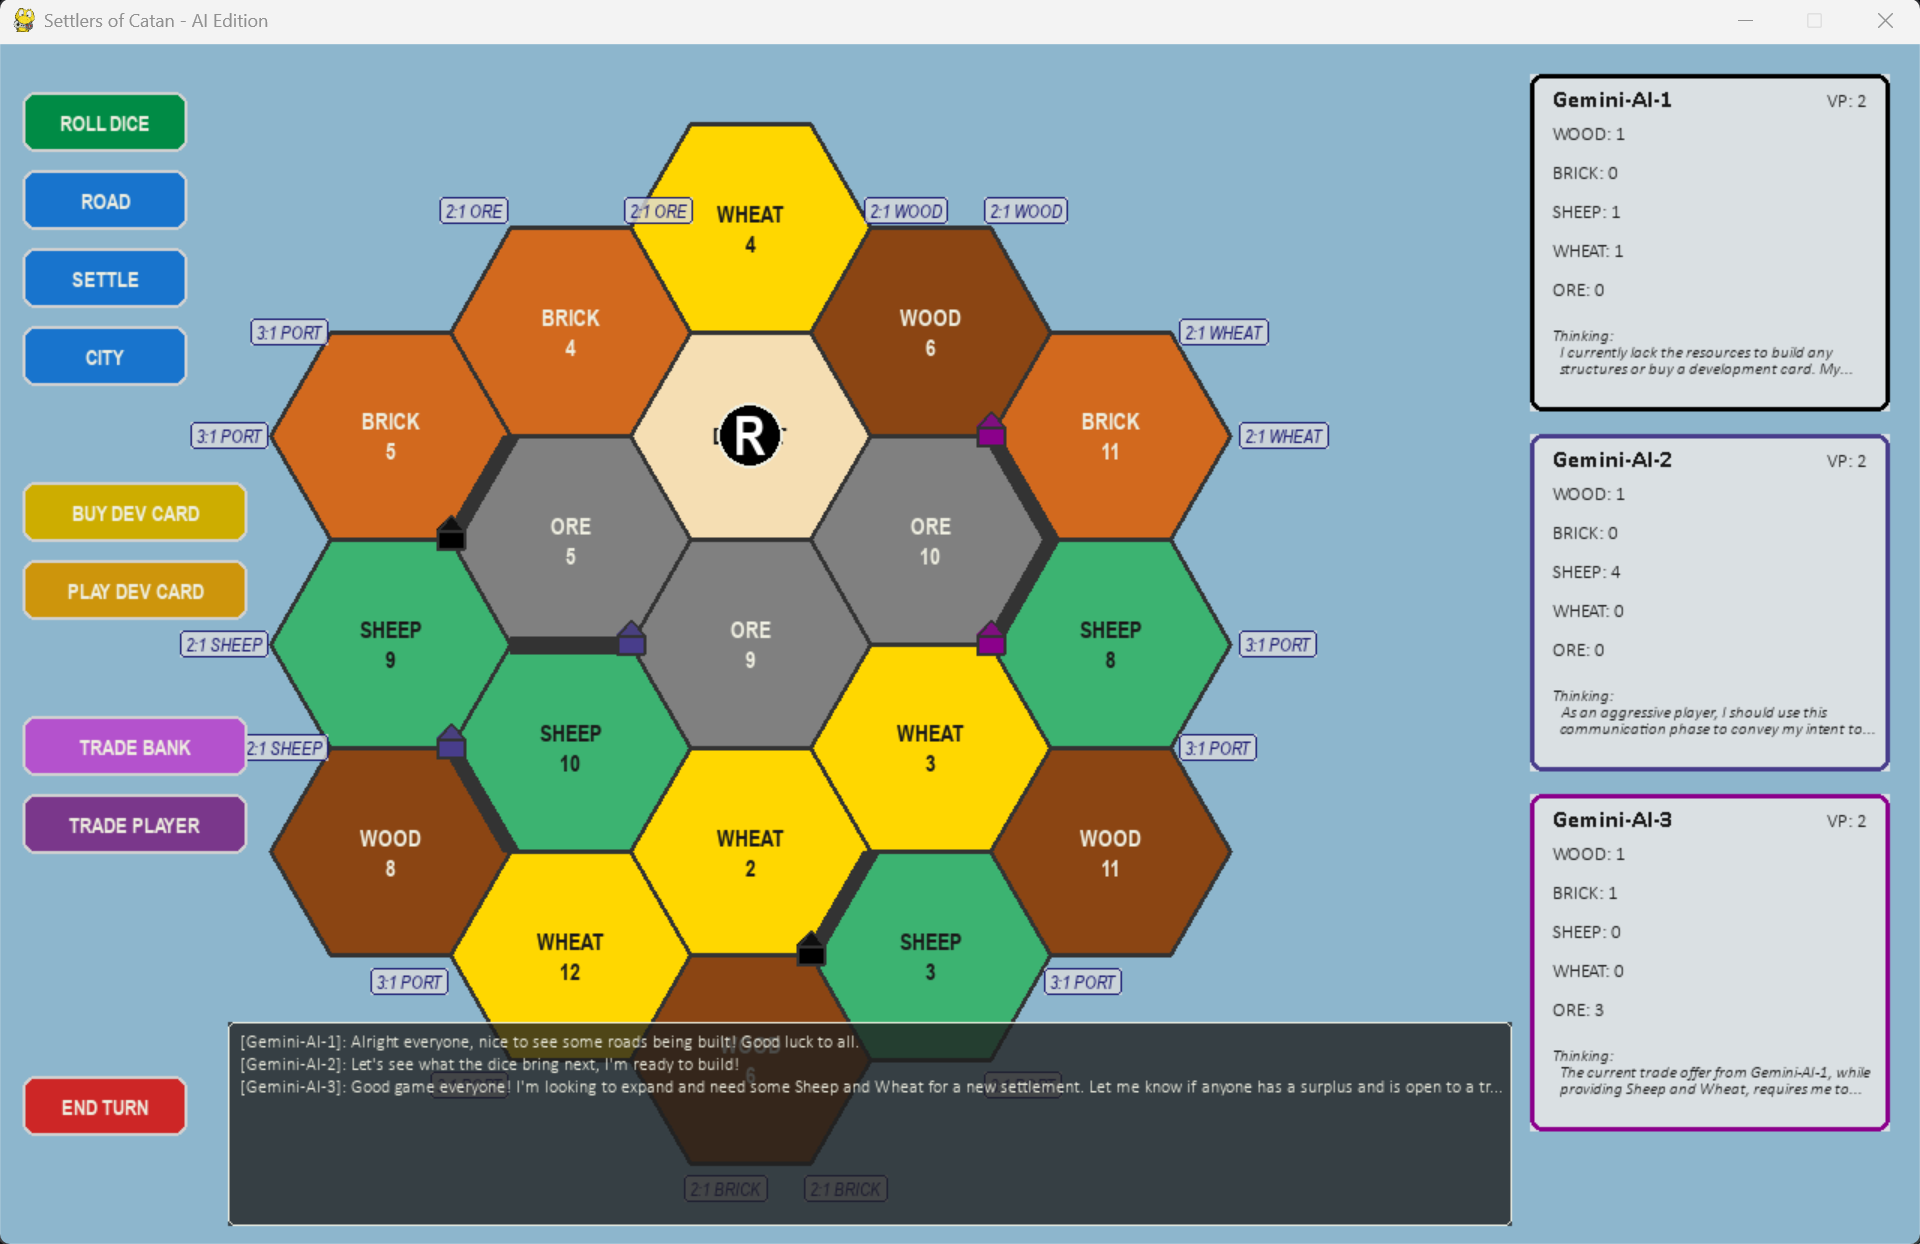 Settlers of Catan - AI Edition
ROLL DICE
ROAD
SETTLE
CITY
BUY DEV CARD
PLAY DEV CARD
TRADE BANK
TRADE PLAYER
END TURN
WHEAT
4
2:1 ORE
2:1 ORE
2:1 WOOD
2:1 WOOD
BRICK
4
WOOD
6
3:1 PORT
2:1 WHEAT
BRICK
5
R
BRICK
11
3:1 PORT
2:1 WHEAT
ORE
5
ORE
10
SHEEP
9
ORE
9
SHEEP
8
2:1 SHEEP
3:1 PORT
SHEEP
10
WHEAT
3
2:1 SHEEP
3:1 PORT
WOOD
8
WHEAT
2
WOOD
11
WHEAT
12
SHEEP
3
3:1 PORT
3:1 PORT
WOOD
6
[Gemini-AI-1]: Alright everyone, nice to see some roads being built! Good luck to all.
[Gemini-AI-2]: Let's see what the dice bring next, I'm ready to build!
[Gemini-AI-3]: Good game everyone! I'm looking to expand and need some Sheep and Wheat for a new settlement. Let me know if anyone has a surplus and is open to a tr...
2:1 BRICK
2:1 BRICK
Gemini-AI-1
VP: 2
WOOD: 1
BRICK: 0
SHEEP: 1
WHEAT: 1
ORE: 0
Thinking:
I currently lack the resources to build any
structures or buy a development card. My...
Gemini-AI-2
VP: 2
WOOD: 1
BRICK: 0
SHEEP: 4
WHEAT: 0
ORE: 0
Thinking:
As an aggressive player, I should use this
communication phase to convey my intent to...
Gemini-AI-3
VP: 2
WOOD: 1
BRICK: 1
SHEEP: 0
WHEAT: 0
ORE: 3
Thinking:
The current trade offer from Gemini-AI-1, while
providing Sheep and Wheat, requires me to...